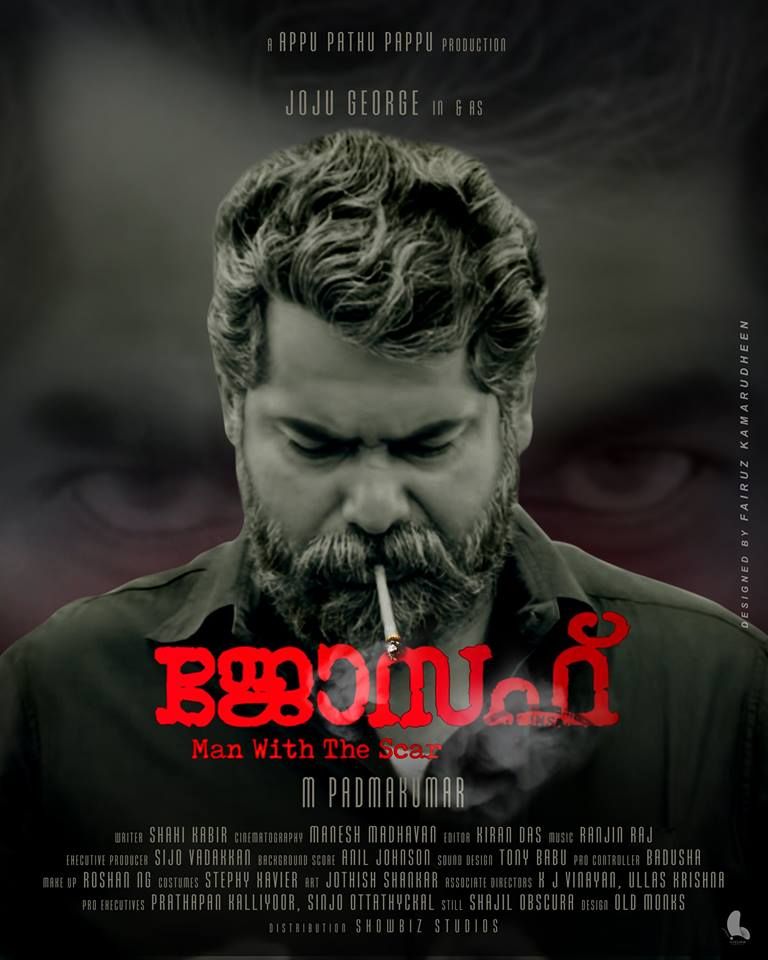 A APPU PATHU PAPPU PRODUCTION
JOJU GEORGE IN & AS
ജോസഫ്
Man With The Scar
M PADMAKUMAR
WRITER SHAHI KABIR CINEMATOGRAPHY MANESH MADHAVAN EDITOR KIRAN DAS MUSIC RANJIN RAJ
EXECUTIVE PRODUCER SIJO VADAKKAN BACKGROUND SCORE ANIL JOHNSON SOUND DESIGN TONY BABU PRO CONTROLLER BADUSHA
MAKE UP ROSHAN NG COSTUMES STEPHY XAVIER ART JOTHISH SHANKAR ASSOCIATE DIRECTORS K J VINAYAN, ULLAS KRISHNA
PRO EXECUTIVES PRATHAPAN KALLIYOOR, SINJO OTTATHYCKAL STILL SHAJIL OBSCURA DESIGN OLD MONKS
DISTRIBUTION SHOWBIZ STUDIOS
DESIGNED BY FAIRUZ KAMARUDHEEN